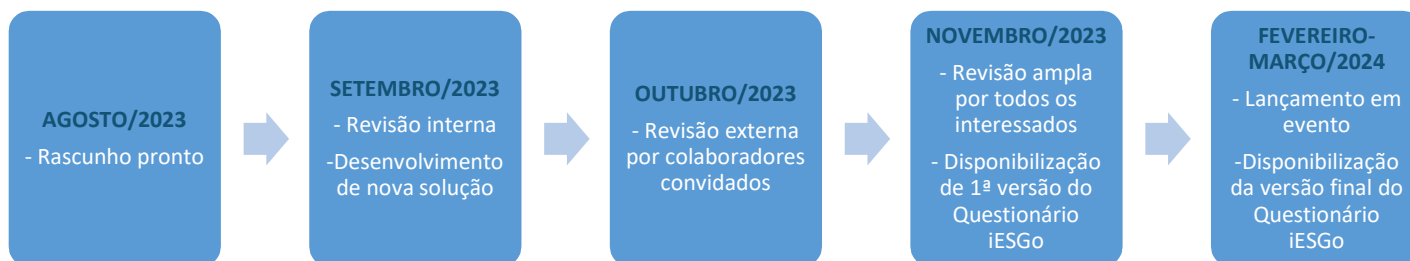 AGOSTO/2023
- Rascunho pronto
SETEMBRO/2023
- Revisão interna
-Desenvolvimento
de nova solução
OUTUBRO/2023
- Revisão externa
por colaboradores
convidados
NOVEMBRO/2023
- Revisão ampla
por todos os
interessados
- Disponibilização
de 1ª versão do
Questionário
iESGo
FEVEREIRO-
MARÇO/2024
- Lançamento em
evento
-Disponibilização
da versão final do
Questionário
iESGo